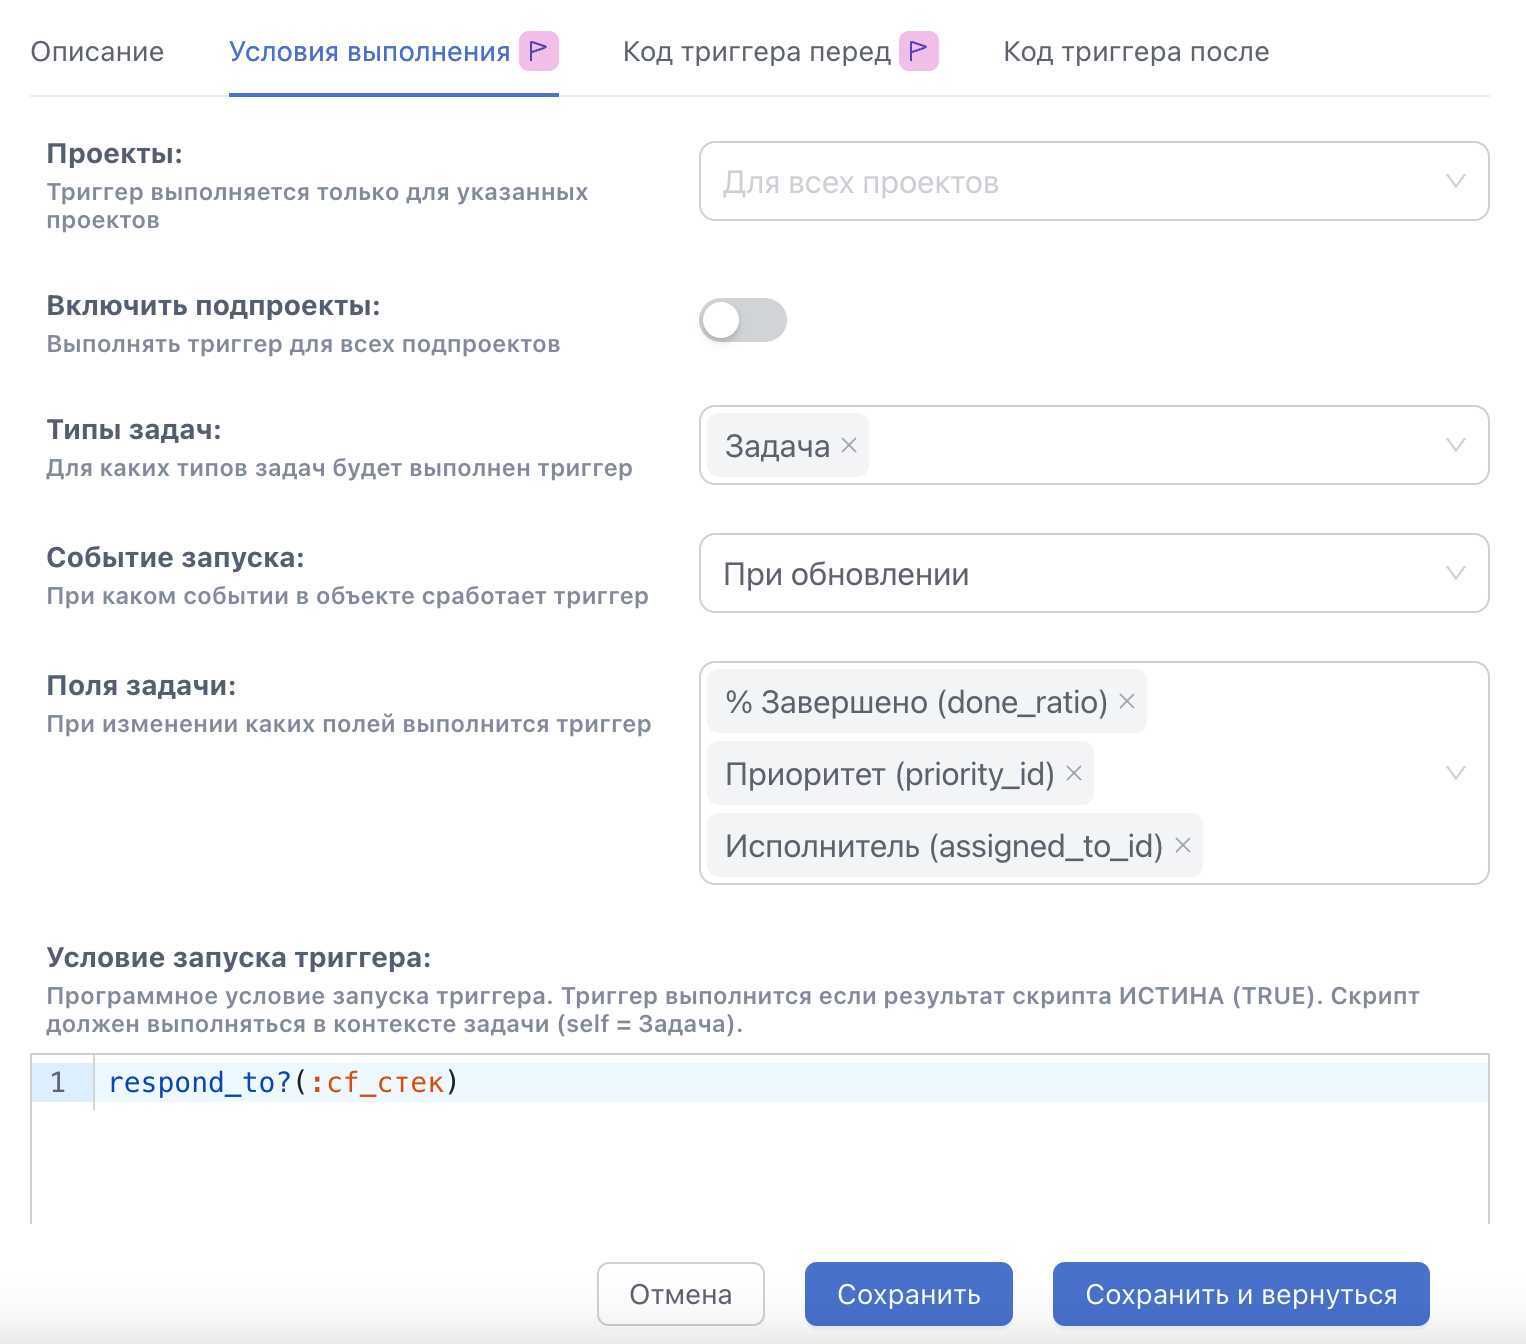 Описание
Условия выполнения
Код триггера перед
Код триггера после
Проекты:
Триггер выполняется только для указанных
проектов
Для всех проектов
Включить подпроекты:
Выполнять триггер для всех подпроектов
Типы задач:
Для каких типов задач будет выполнен триггер
Задача
Событие запуска:
При каком событии в объекте сработает триггер
При обновлении
Поля задачи:
При изменении каких полей выполнится триггер
% Завершено (done_ratio)
Приоритет (priority_id)
Исполнитель (assigned_to_id)
Условие запуска триггера:
Программное условие запуска триггера. Триггер выполнится если результат скрипта ИСТИНА (TRUE). Скрипт
должен выполняться в контексте задачи (self = Задача).
1 respond_to?(:cf_стек)
Отмена
Сохранить
Сохранить и вернуться